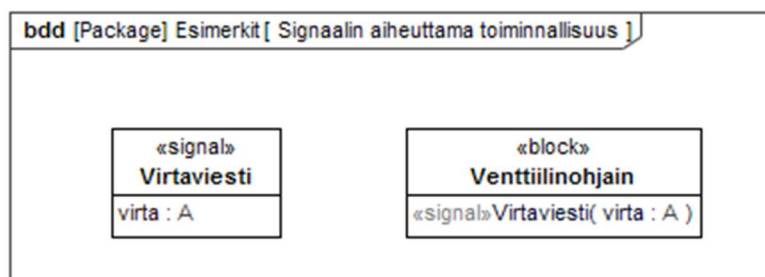 bdd [Package] Esimerkit [ Signaalin aiheuttama toiminnallisuus ]
«signal»
Virtaviesti
virta : A
«block»
Venttiilinohjain
«signal»Virtaviesti( virta : A )